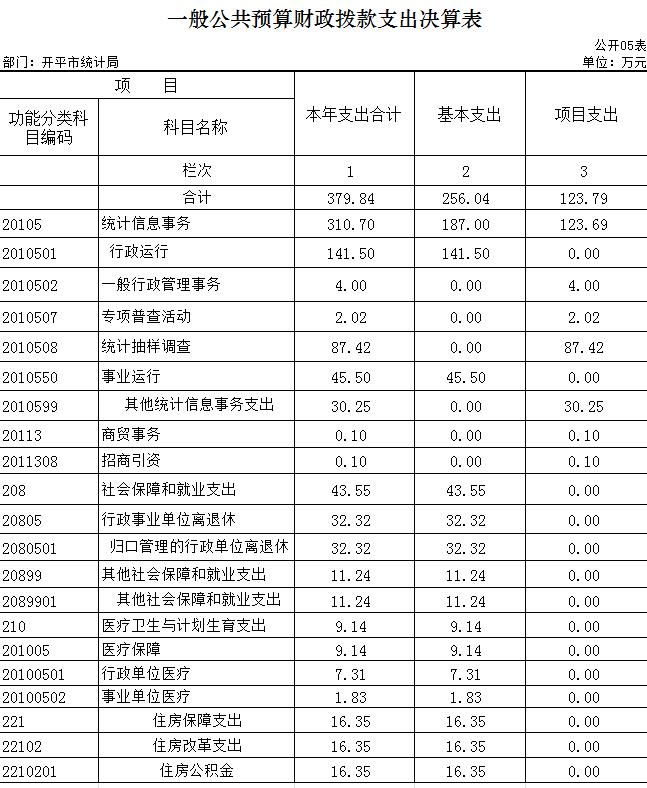 一般公共预算财政拨款支出决算表
公开05表
部门：开平市统计局 单位：万元
项 目 本年支出合计 基本支出 项目支出
功能分类科目编码 科目名称
栏次 1 2 3
合计 379.84 256.04 123.79
20105 统计信息事务 310.70 187.00 123.69
2010501 行政运行 141.50 141.50 0.00
2010502 一般行政管理事务 4.00 0.00 4.00
2010507 专项普查活动 2.02 0.00 2.02
2010508 统计抽样调查 87.42 0.00 87.42
2010550 事业运行 45.50 45.50 0.00
2010599 其他统计信息事务支出 30.25 0.00 30.25
20113 商贸事务 0.10 0.00 0.10
2011308 招商引资 0.10 0.00 0.10
208 社会保障和就业支出 43.55 43.55 0.00
20805 行政事业单位离退休 32.32 32.32 0.00
2080501 归口管理的行政单位离退休 32.32 32.32 0.00
20899 其他社会保障和就业支出 11.24 11.24 0.00
2089901 其他社会保障和就业支出 11.24 11.24 0.00
210 医疗卫生与计划生育支出 9.14 9.14 0.00
201005 医疗保障 9.14 9.14 0.00
20100501 行政单位医疗 7.31 7.31 0.00
20100502 事业单位医疗 1.83 1.83 0.00
221 住房保障支出 16.35 16.35 0.00
22102 住房改革支出 16.35 16.35 0.00
2210201 住房公积金 16.35 16.35 0.00